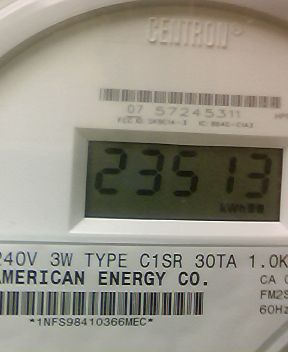 CENTRON®
07 57245311
23513
kWh
240V 3W TYPE C1SR 30TA 1.0K
AMERICAN ENERGY CO. CA
FM2S
*1NFS98410366MEC* 60Hz